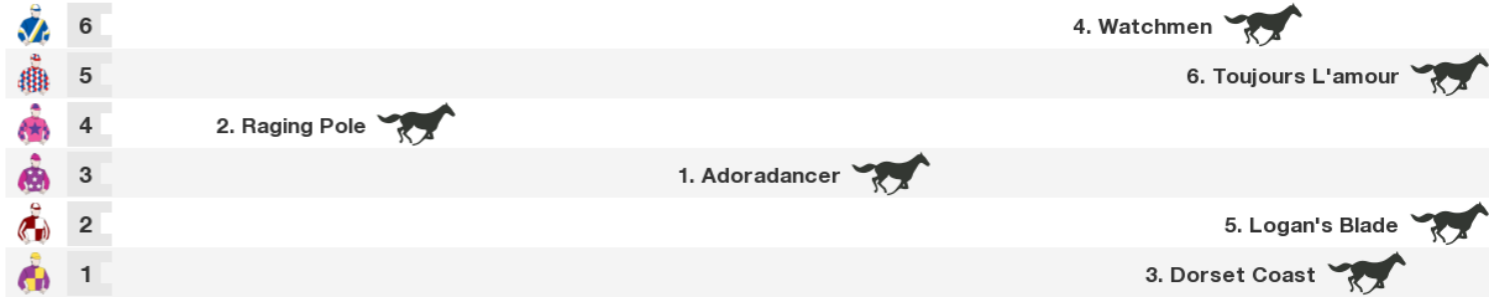 6 4. Watchmen
5 6. Toujours L'amour
4 2. Raging Pole
3 1. Adoradancer
2 5. Logan's Blade
1 3. Dorset Coast